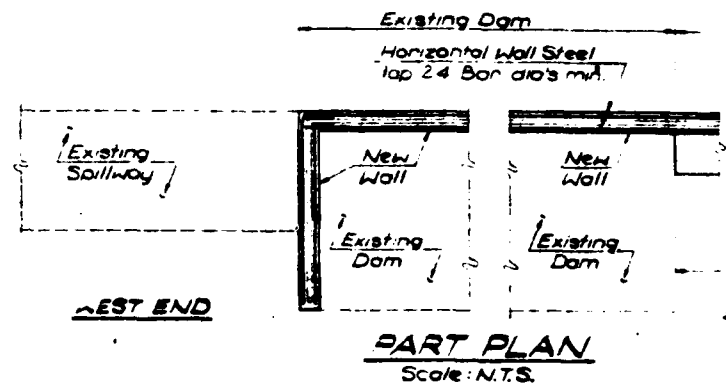 Existing Dam
Horizontal Wall Steel
lap 24 Bar dia's min.
Existing
Spillway
New
Wall
New
Wall
Existing
Dam
Existing
Dam
WEST END
PART PLAN
Scale: N.T.S.